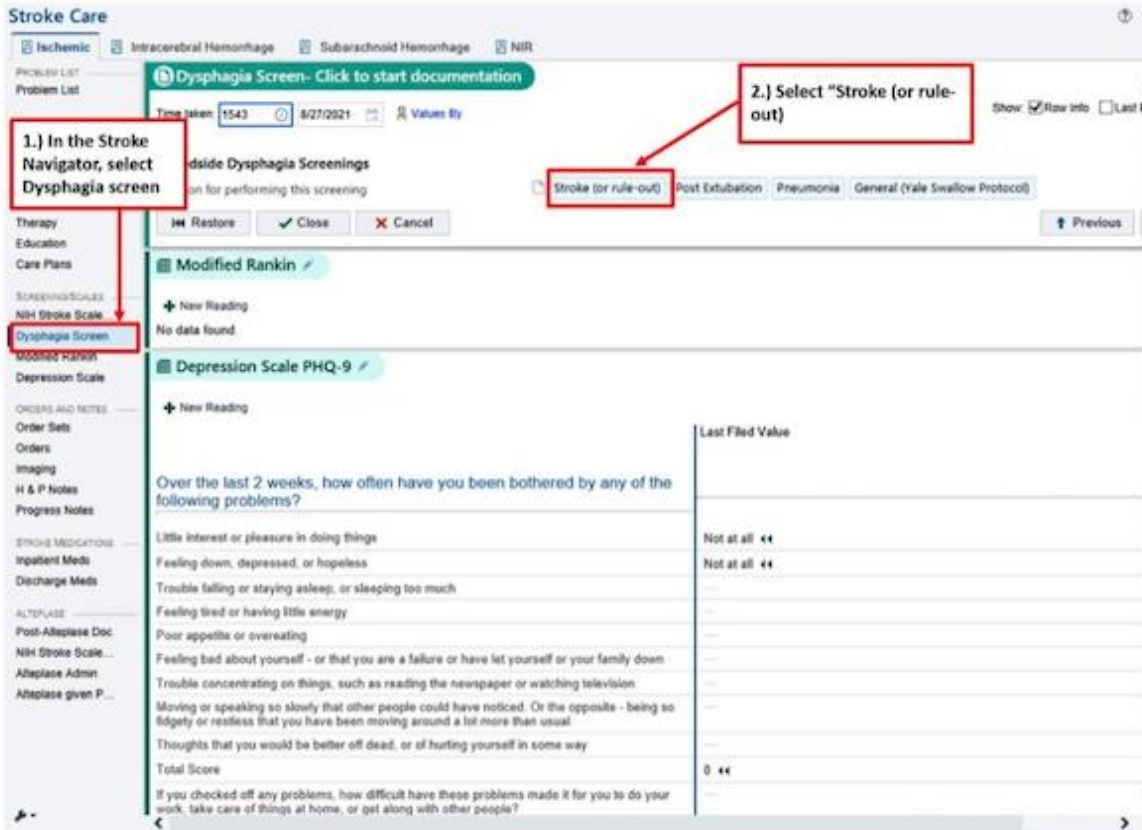 Stroke Care
Ischemic Intracerebral Hemorrhage Subarachnoid Hemorrhage NIR
PROBLEM LIST
Problem List
Dysphagia Screen- Click to start documentation
Time taken: 1543 8/27/2021 Values By
Show: Row Info Last
1.) In the Stroke
Navigator, select
Dysphagia screen
2.) Select "Stroke (or rule-
out)
dside Dysphagia Screenings
on for performing this screening
Stroke (or rule-out) Post Extubation Pneumonia General (Yale Swallow Protocol)
Restore Close Cancel Previous
Therapy
Education
Care Plans
SCREENING/SCALES
NIH Stroke Scale
Dysphagia Screen
Modified Rankin
Depression Scale
ORDERS AND NOTES
Order Sets
Orders
Imaging
H & P Notes
Progress Notes
STROKE MEDICATIONS
Inpatient Meds
Discharge Meds
ALTEPLASE
Post-Alteplase Doc
NIH Stroke Scale...
Alteplase Admin
Alteplase given P...
Modified Rankin
New Reading
No data found
Depression Scale PHQ-9
New Reading
Last Filed Value
Over the last 2 weeks, how often have you been bothered by any of the
following problems?
Little interest or pleasure in doing things Not at all
Feeling down, depressed, or hopeless Not at all
Trouble falling or staying asleep, or sleeping too much —
Feeling tired or having little energy —
Poor appetite or overeating —
Feeling bad about yourself - or that you are a failure or have let yourself or your family down —
Trouble concentrating on things, such as reading the newspaper or watching television —
Moving or speaking so slowly that other people could have noticed. Or the opposite - being so
fidgety or restless that you have been moving around a lot more than usual —
Thoughts that you would be better off dead, or of hurting yourself in some way —
Total Score 0
If you checked off any problems, how difficult have these problems made it for you to do your
work, take care of things at home, or get along with other people? —